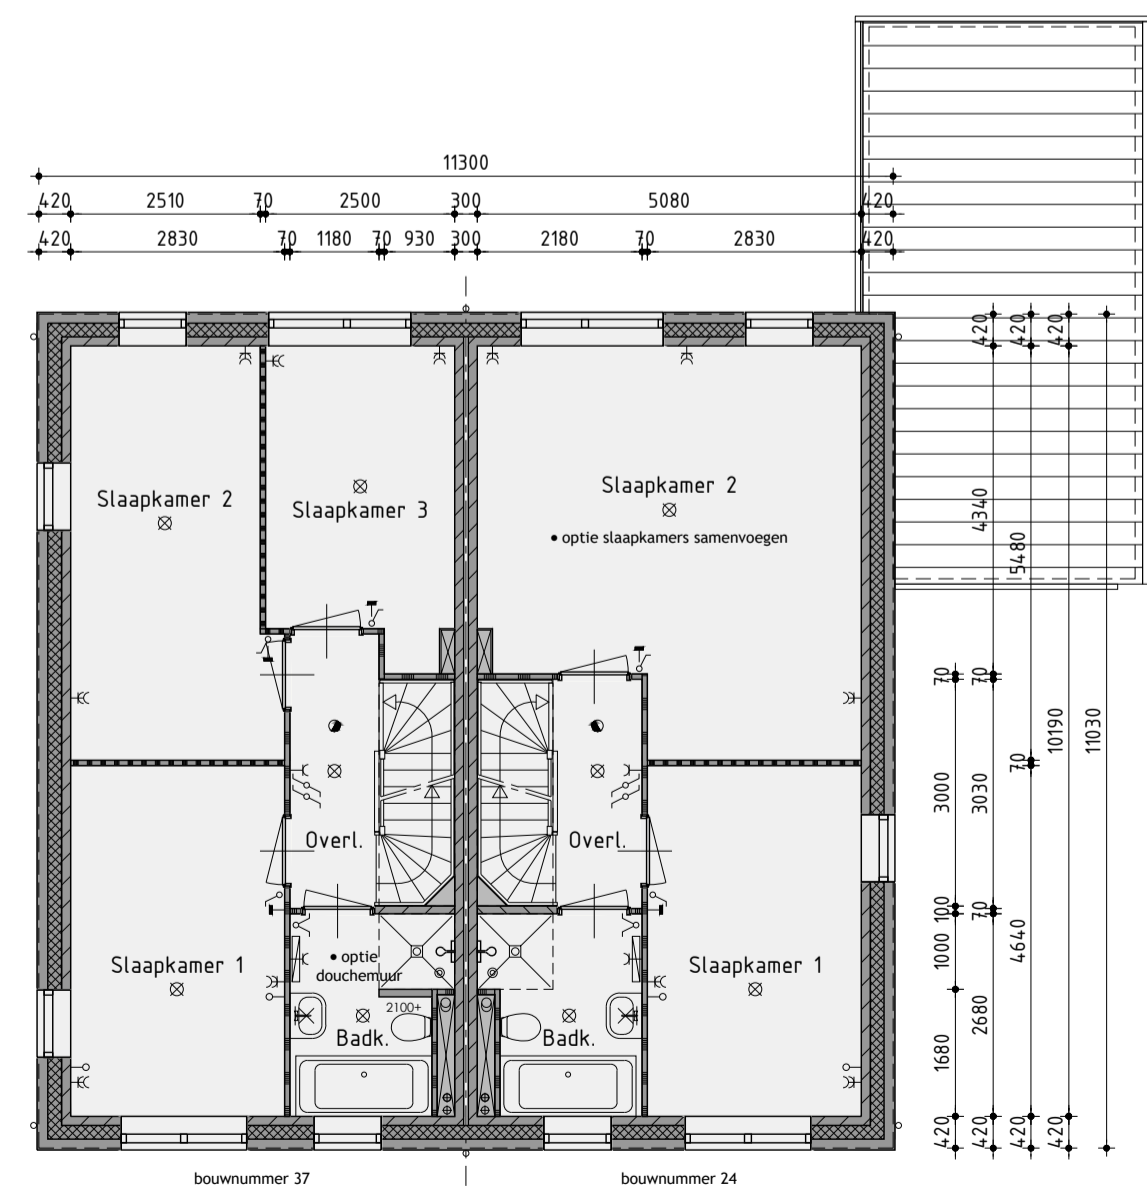 11300
420 2510 70 2500 300 5080 420
420 2830 70 1180 70 930 300 2180 70 2830 420
420 420 420
Slaapkamer 2
Slaapkamer 3
Slaapkamer 2
• optie slaapkamers samenvoegen
4340
5480
70 70
10190
11030
70
3000
3030
Overl.
Overl.
100
70
1000
4640
Slaapkamer 1
• optie
douchemuur
Slaapkamer 1
2100+
2680
Badk.
Badk.
1680
420 420 420 420
bouwnummer 37
bouwnummer 24